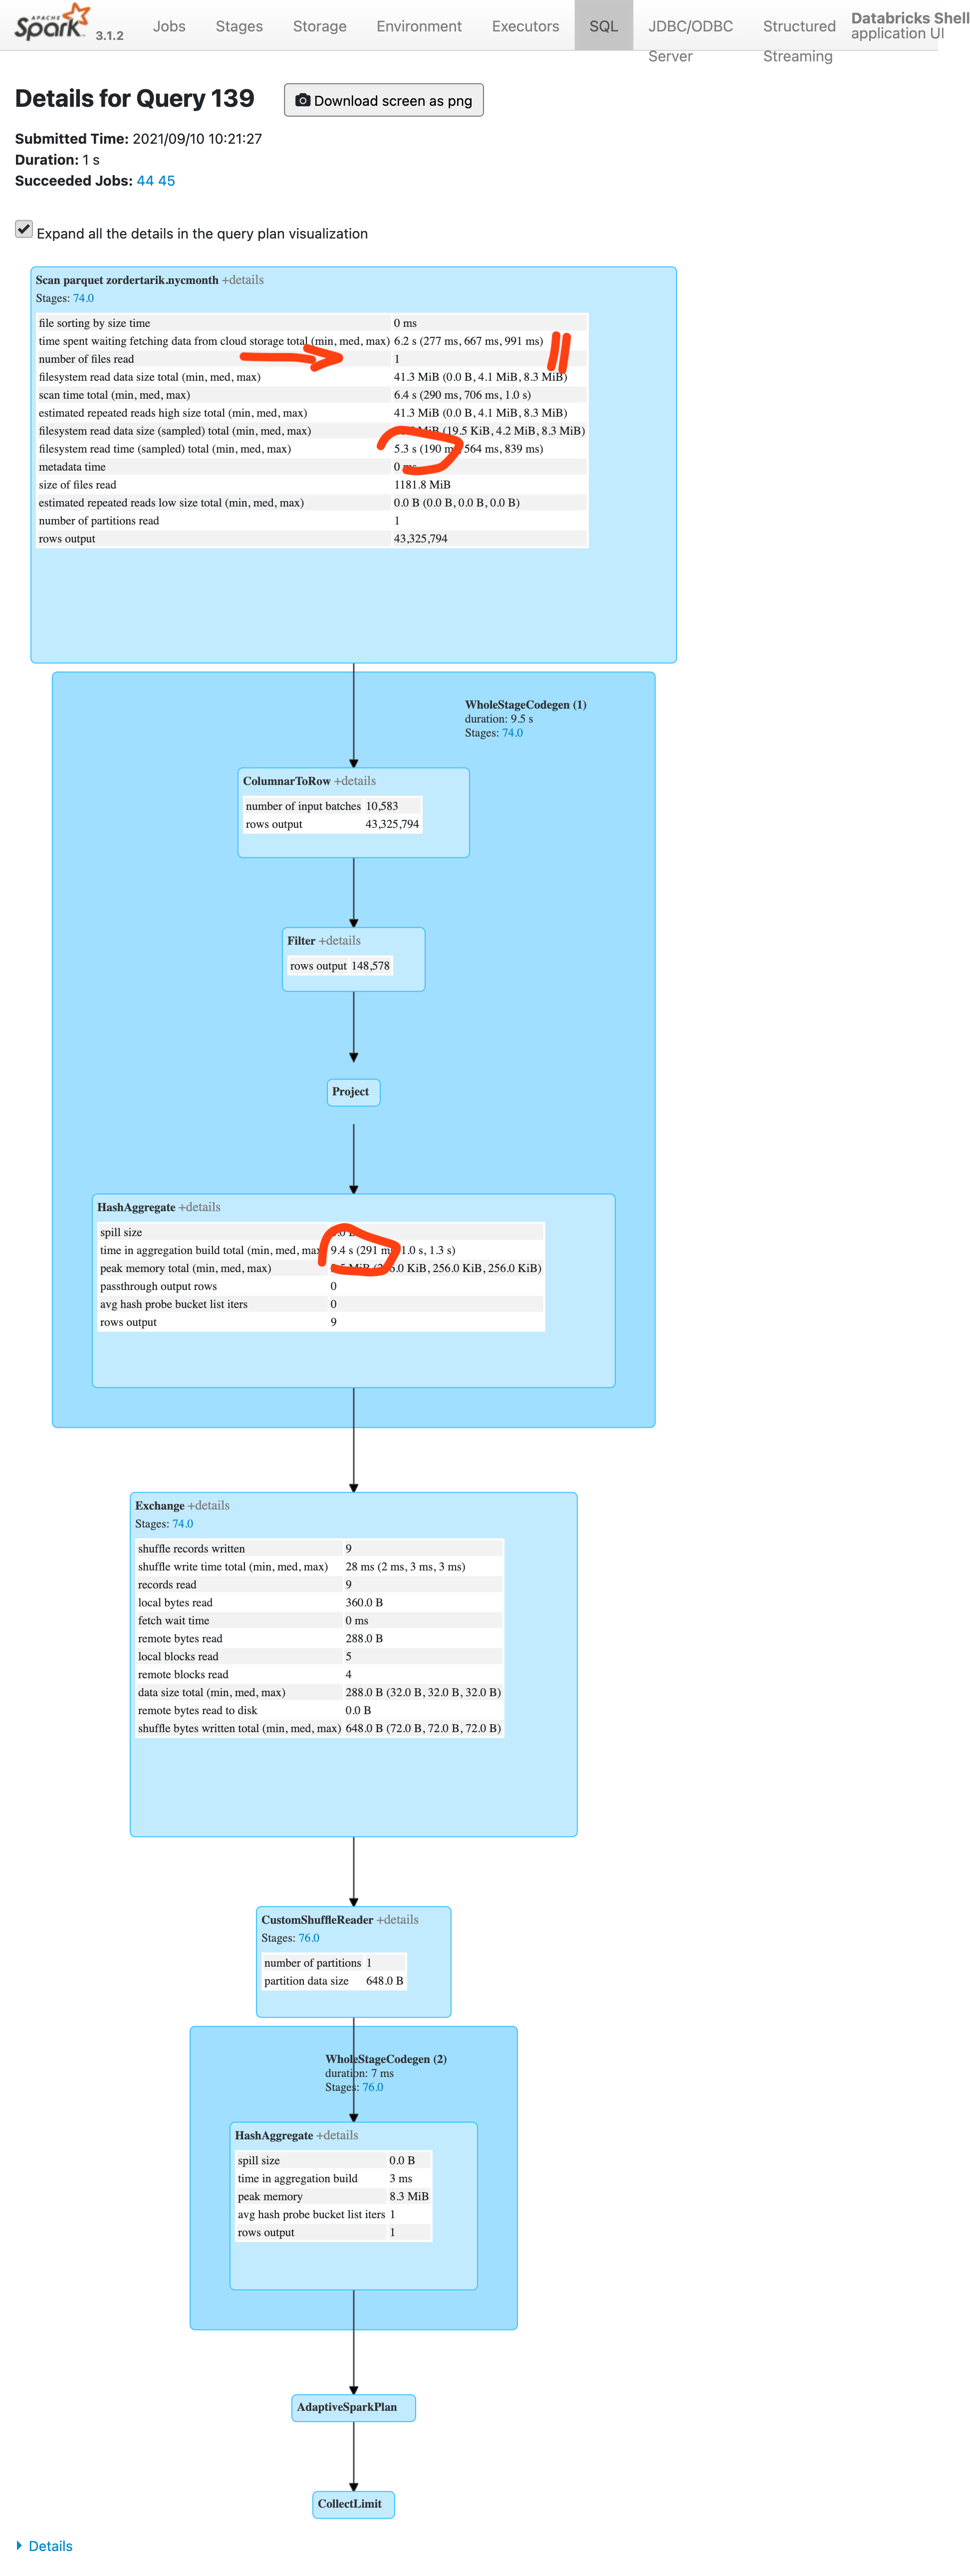 APACHE
Spark 3.1.2
Jobs Stages Storage Environment Executors SQL JDBC/ODBC Server Structured Streaming Databricks Shell application UI
Details for Query 139
Download screen as png
Submitted Time: 2021/09/10 10:21:27
Duration: 1 s
Succeeded Jobs: 44 45
Expand all the details in the query plan visualization
Scan parquet zordertarik.nycmonth +details
Stages: 74.0
file sorting by size time 0 ms
time spent waiting fetching data from cloud storage total (min, med, max) 6.2 s (277 ms, 667 ms, 991 ms)
number of files read 1
filesystem read data size total (min, med, max) 41.3 MiB (0.0 B, 4.1 MiB, 8.3 MiB)
scan time total (min, med, max) 6.4 s (290 ms, 706 ms, 1.0 s)
estimated repeated reads high size total (min, med, max) 41.3 MiB (0.0 B, 4.1 MiB, 8.3 MiB)
filesystem read data size (sampled) total (min, med, max) MiB (19.5 KiB, 4.2 MiB, 8.3 MiB)
filesystem read time (sampled) total (min, med, max) 5.3 s (190 m 564 ms, 839 ms)
metadata time 0 ms
size of files read 1181.8 MiB
estimated repeated reads low size total (min, med, max) 0.0 B (0.0 B, 0.0 B, 0.0 B)
number of partitions read 1
rows output 43,325,794
WholeStageCodegen (1)
duration: 9.5 s
Stages: 74.0
ColumnarToRow +details
number of input batches 10,583
rows output 43,325,794
Filter +details
rows output 148,578
Project
HashAggregate +details
spill size
time in aggregation build total (min, med, max 9.4 s (291 m 1.0 s, 1.3 s)
peak memory total (min, med, max) MiB 256.0 KiB, 256.0 KiB)
passthrough output rows 0
avg hash probe bucket list iters 0
rows output 9
Exchange +details
Stages: 74.0
shuffle records written 9
shuffle write time total (min, med, max) 28 ms (2 ms, 3 ms, 3 ms)
records read 9
local bytes read 360.0 B
fetch wait time 0 ms
remote bytes read 288.0 B
local blocks read 5
remote blocks read 4
data size total (min, med, max) 288.0 B (32.0 B, 32.0 B, 32.0 B)
remote bytes read to disk 0.0 B
shuffle bytes written total (min, med, max) 648.0 B (72.0 B, 72.0 B, 72.0 B)
CustomShuffleReader +details
Stages: 76.0
number of partitions 1
partition data size 648.0 B
WholeStageCodegen (2)
duration: 7 ms
Stages: 76.0
HashAggregate +details
spill size 0.0 B
time in aggregation build 3 ms
peak memory 8.3 MiB
avg hash probe bucket list iters 1
rows output 1
AdaptiveSparkPlan
CollectLimit
Details